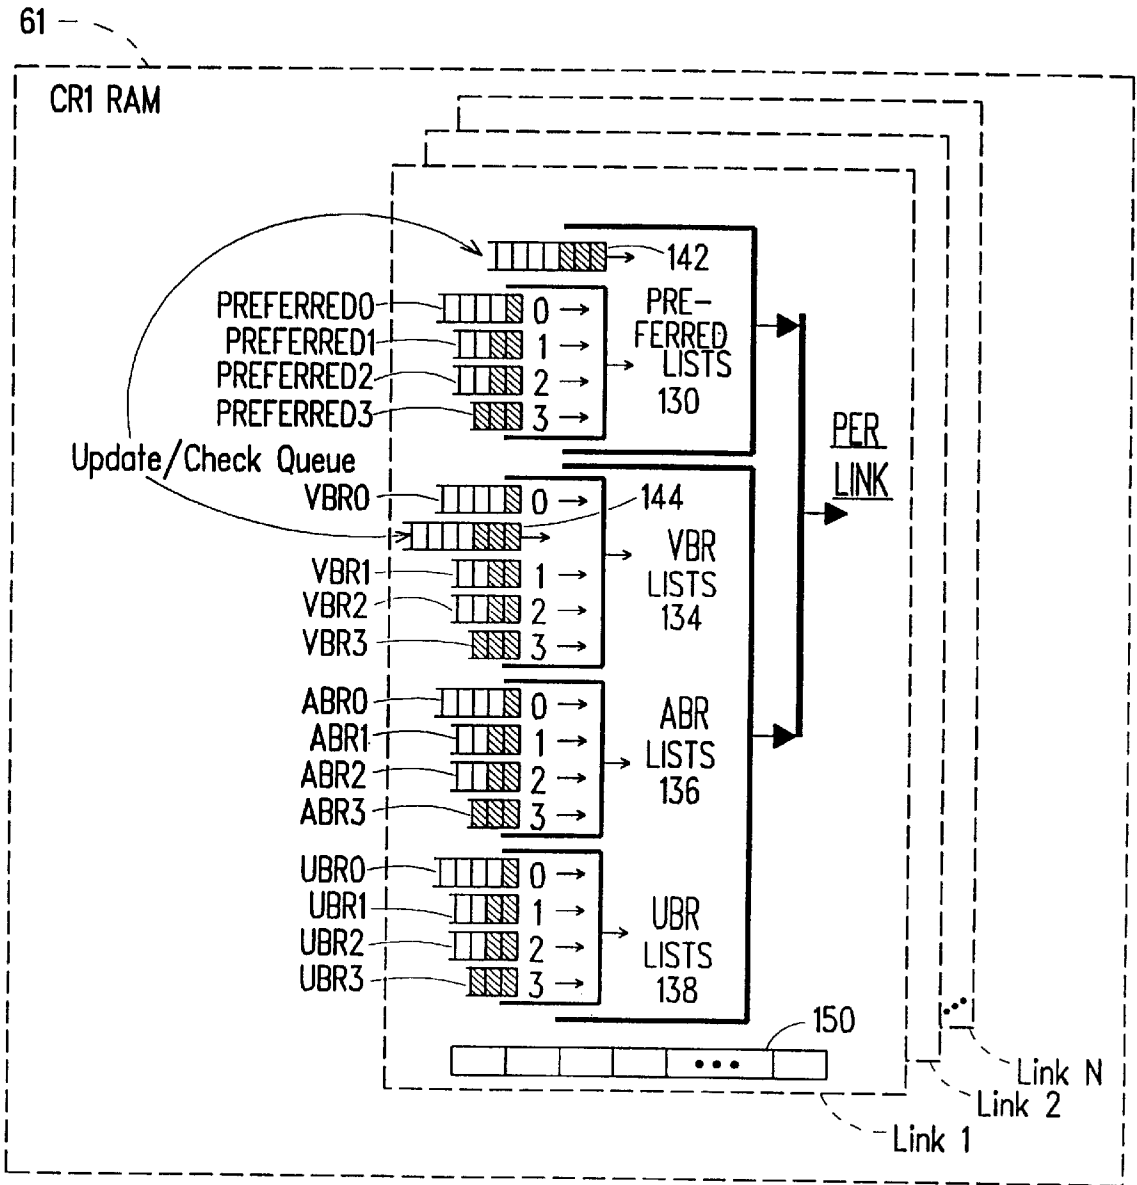 61
CR1 RAM
142
PREFERRED0 0
PREFERRED1 1
PREFERRED2 2
PREFERRED3 3
PRE-
FERRED
LISTS
130
Update/Check Queue
PER
LINK
VBR0 0
144
VBR1 1
VBR2 2
VBR3 3
VBR
LISTS
134
ABR0 0
ABR1 1
ABR2 2
ABR3 3
ABR
LISTS
136
UBR0 0
UBR1 1
UBR2 2
UBR3 3
UBR
LISTS
138
150
Link N
Link 2
Link 1